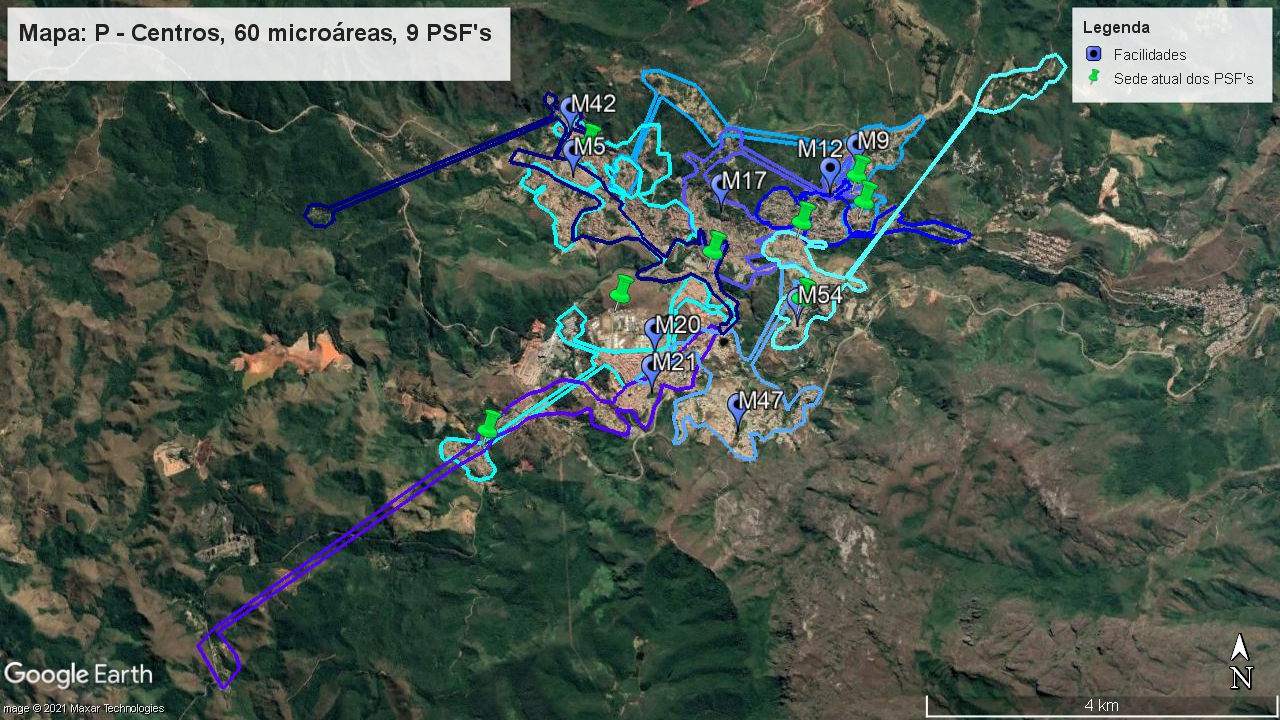 Mapa: P - Centros, 60 microáreas, 9 PSF's
Legenda
Facilidades
Sede atual dos PSF's
M42
M5
M12
M9
M17
M54
M20
M21
M47
Google Earth
mage © 2021 Maxar Technologies
N
4 km